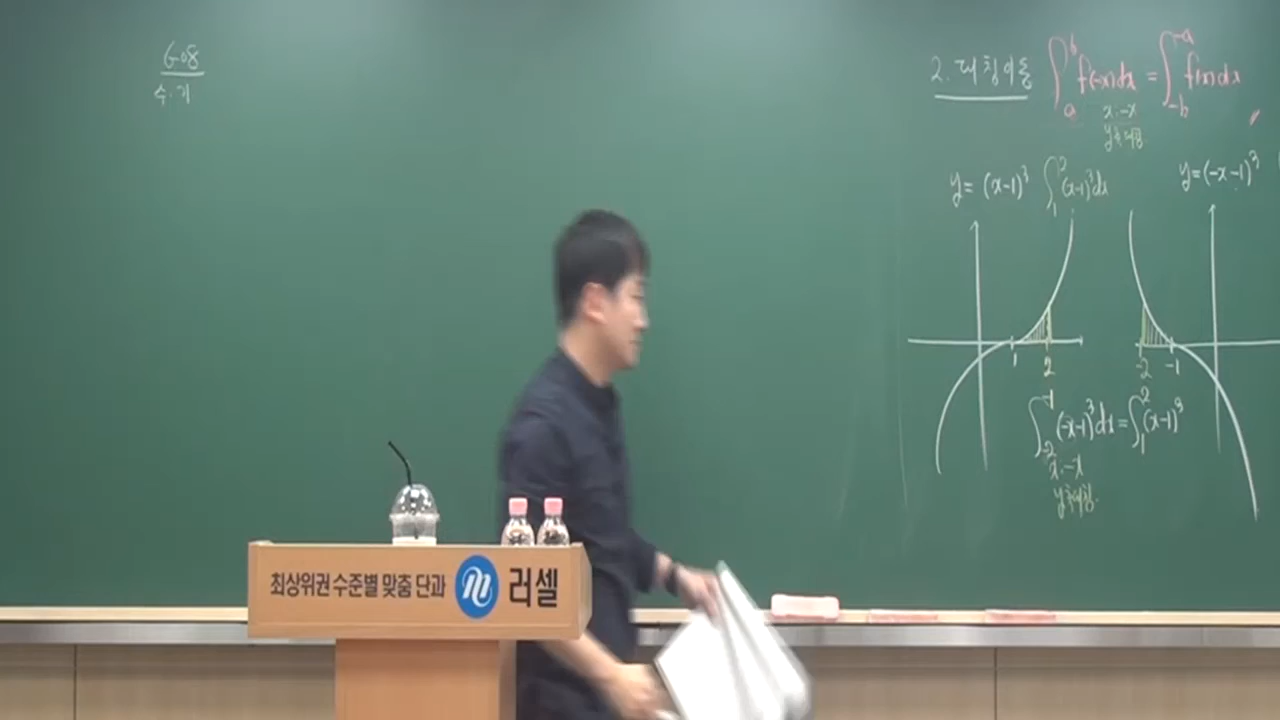 6-08
수.기
2. 대칭이동 ∫_a^b f(-x)dx = ∫_{-b}^{-a} f(x)dx
x:-x
y축대칭
y = (x-1)³ ∫_1^2 (x-1)³dx
y=(-x-1)³
1 2
-2 -1
∫_{-2}^{-1} (-x-1)³dx = ∫_1^2 (x-1)³
x:-x
y축대칭.
최상위권 수준별 맞춤 단과 러셀